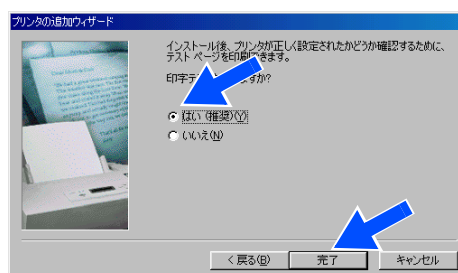 プリンタの追加ウィザード
インストール後、プリンタが正しく設定されたかどうか確認するために、
テスト ページを印刷できます。
印字テ すか?
はい (推奨)(Y)
いいえ(N)
< 戻る(B)
完了
キャンセル